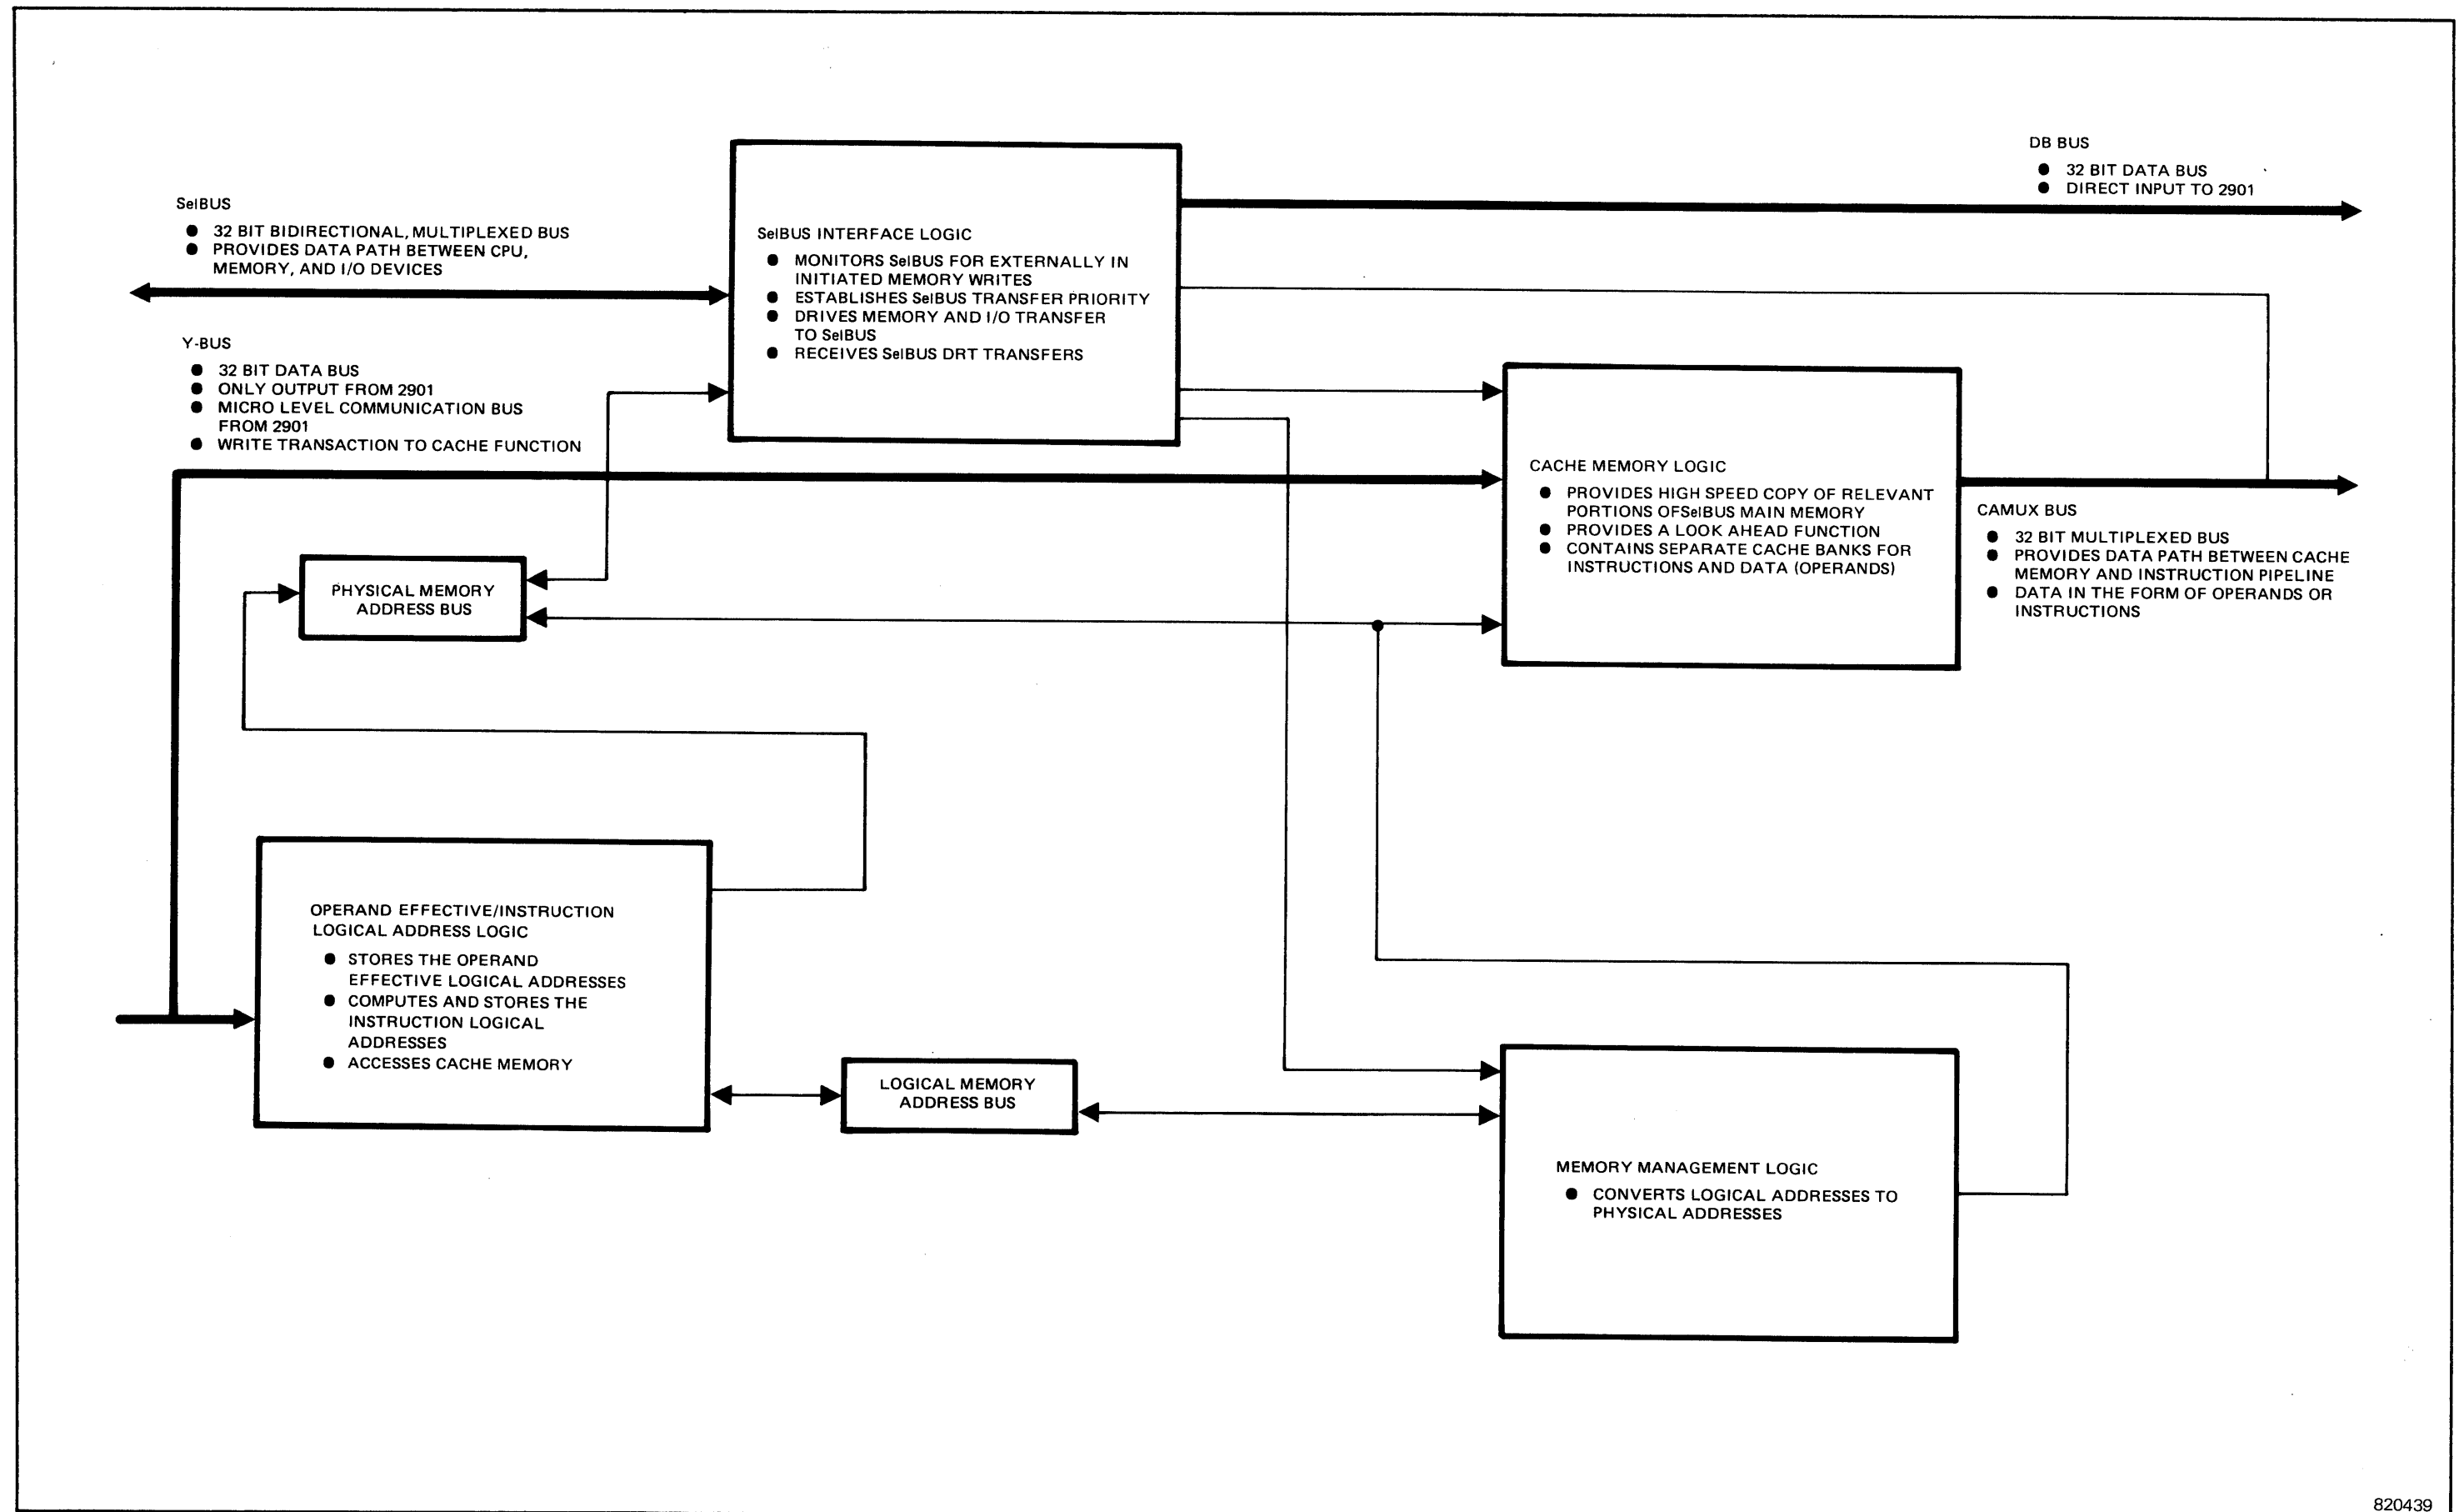 SelBUS
● 32 BIT BIDIRECTIONAL, MULTIPLEXED BUS
● PROVIDES DATA PATH BETWEEN CPU,
MEMORY, AND I/O DEVICES
Y-BUS
● 32 BIT DATA BUS
● ONLY OUTPUT FROM 2901
● MICRO LEVEL COMMUNICATION BUS
FROM 2901
● WRITE TRANSACTION TO CACHE FUNCTION
SelBUS INTERFACE LOGIC
● MONITORS SelBUS FOR EXTERNALLY IN
INITIATED MEMORY WRITES
● ESTABLISHES SelBUS TRANSFER PRIORITY
● DRIVES MEMORY AND I/O TRANSFER
TO SelBUS
● RECEIVES SelBUS DRT TRANSFERS
DB BUS
● 32 BIT DATA BUS
● DIRECT INPUT TO 2901
CACHE MEMORY LOGIC
● PROVIDES HIGH SPEED COPY OF RELEVANT
PORTIONS OFSelBUS MAIN MEMORY
● PROVIDES A LOOK AHEAD FUNCTION
● CONTAINS SEPARATE CACHE BANKS FOR
INSTRUCTIONS AND DATA (OPERANDS)
CAMUX BUS
● 32 BIT MULTIPLEXED BUS
● PROVIDES DATA PATH BETWEEN CACHE
MEMORY AND INSTRUCTION PIPELINE
● DATA IN THE FORM OF OPERANDS OR
INSTRUCTIONS
PHYSICAL MEMORY
ADDRESS BUS
OPERAND EFFECTIVE/INSTRUCTION
LOGICAL ADDRESS LOGIC
● STORES THE OPERAND
EFFECTIVE LOGICAL ADDRESSES
● COMPUTES AND STORES THE
INSTRUCTION LOGICAL
ADDRESSES
● ACCESSES CACHE MEMORY
LOGICAL MEMORY
ADDRESS BUS
MEMORY MANAGEMENT LOGIC
● CONVERTS LOGICAL ADDRESSES TO
PHYSICAL ADDRESSES
820439